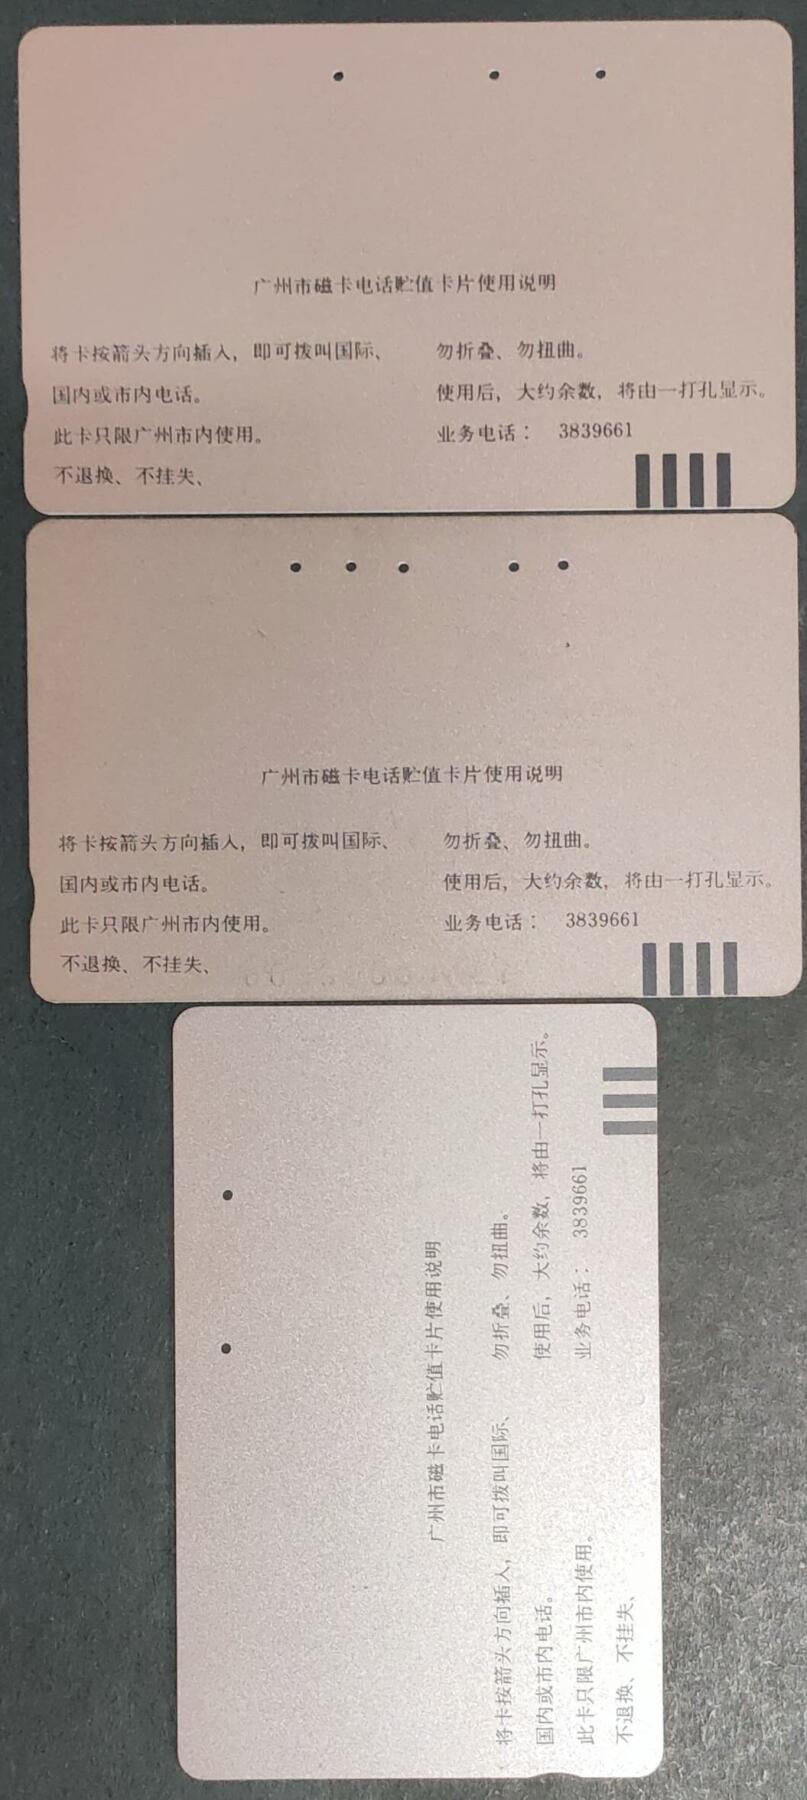 广州市磁卡电话贮值卡片使用说明
将卡按箭头方向插入，即可拨叫国际、
国内或市内电话。
此卡只限广州市内使用。
不退换、不挂失、
勿折叠、勿扭曲。
使用后，大约余数，将由一打孔显示。
业务电话： 3839661
广州市磁卡电话贮值卡片使用说明
将卡按箭头方向插入，即可拨叫国际、
国内或市内电话。
此卡只限广州市内使用。
不退换、不挂失、
勿折叠、勿扭曲。
使用后，大约余数，将由一打孔显示。
业务电话： 3839661
广州市磁卡电话贮值卡片使用说明
将卡按箭头方向插入，即可拨叫国际、
国内或市内电话。
此卡只限广州市内使用。
不退换、不挂失、
勿折叠、勿扭曲。
使用后，大约余数，将由一打孔显示。
业务电话： 3839661